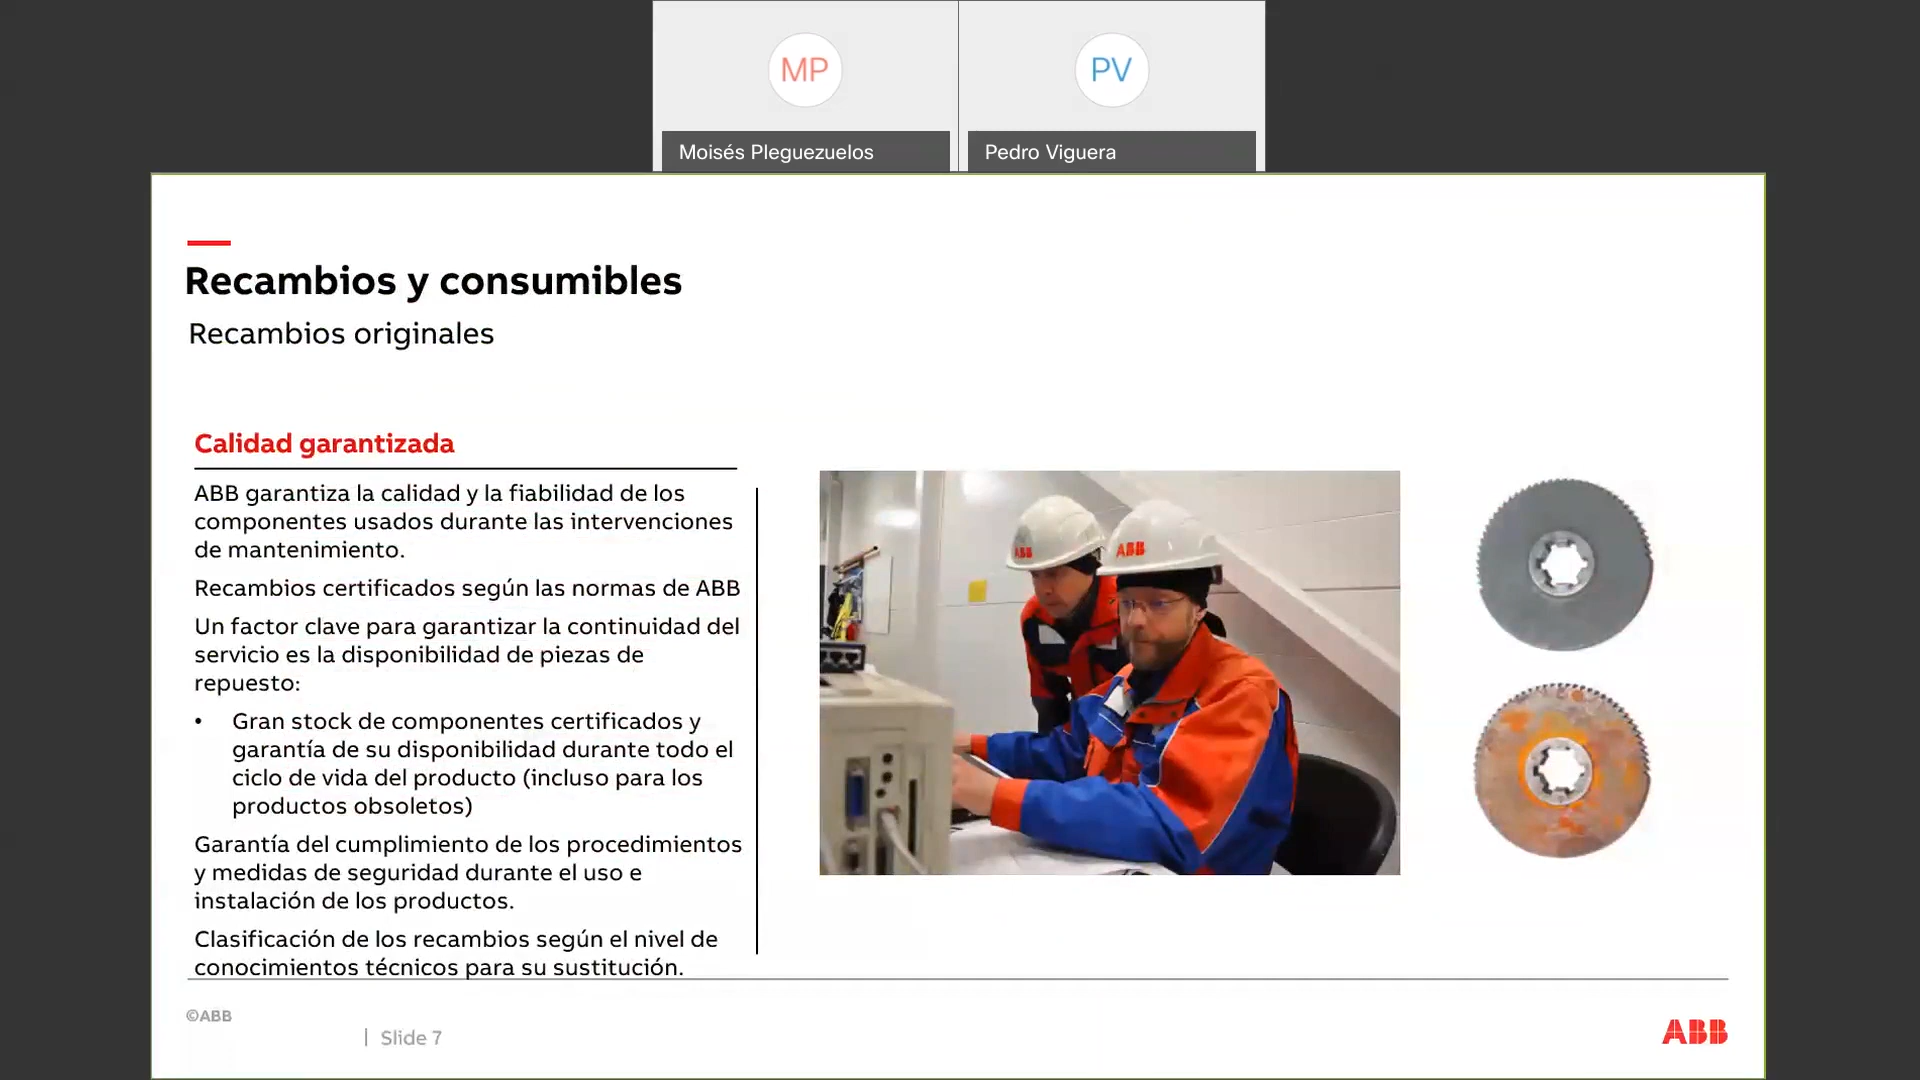 MP
PV
Moisés Pleguezuelos
Pedro Viguera
Recambios y consumibles
Recambios originales
Calidad garantizada
ABB garantiza la calidad y la fiabilidad de los
componentes usados durante las intervenciones
de mantenimiento.
Recambios certificados según las normas de ABB
Un factor clave para garantizar la continuidad del
servicio es la disponibilidad de piezas de
repuesto:
• Gran stock de componentes certificados y
garantía de su disponibilidad durante todo el
ciclo de vida del producto (incluso para los
productos obsoletos)
Garantía del cumplimiento de los procedimientos
y medidas de seguridad durante el uso e
instalación de los productos.
Clasificación de los recambios según el nivel de
conocimientos técnicos para su sustitución.
ABB
ABB
©ABB
| Slide 7
ABB